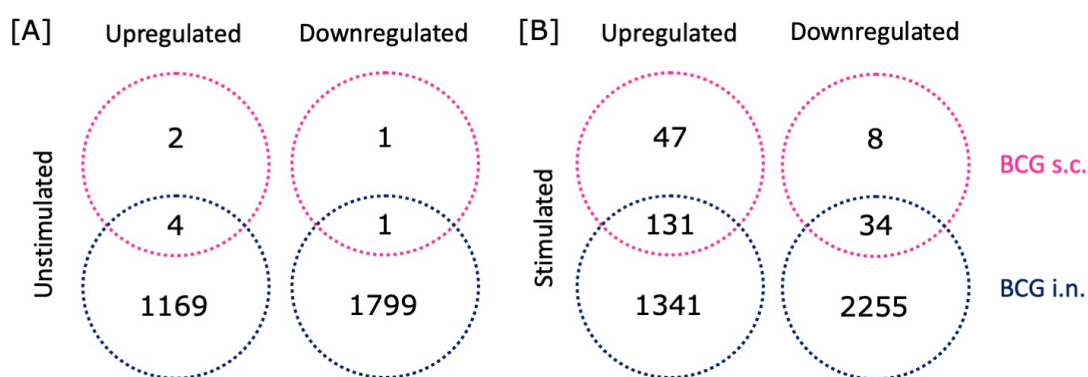 [A] Upregulated Downregulated [B] Upregulated Downregulated
2 1 47 8
BCG s.c.
Unstimulated
4 1
Stimulated
131 34
1169 1799 1341 2255
BCG i.n.